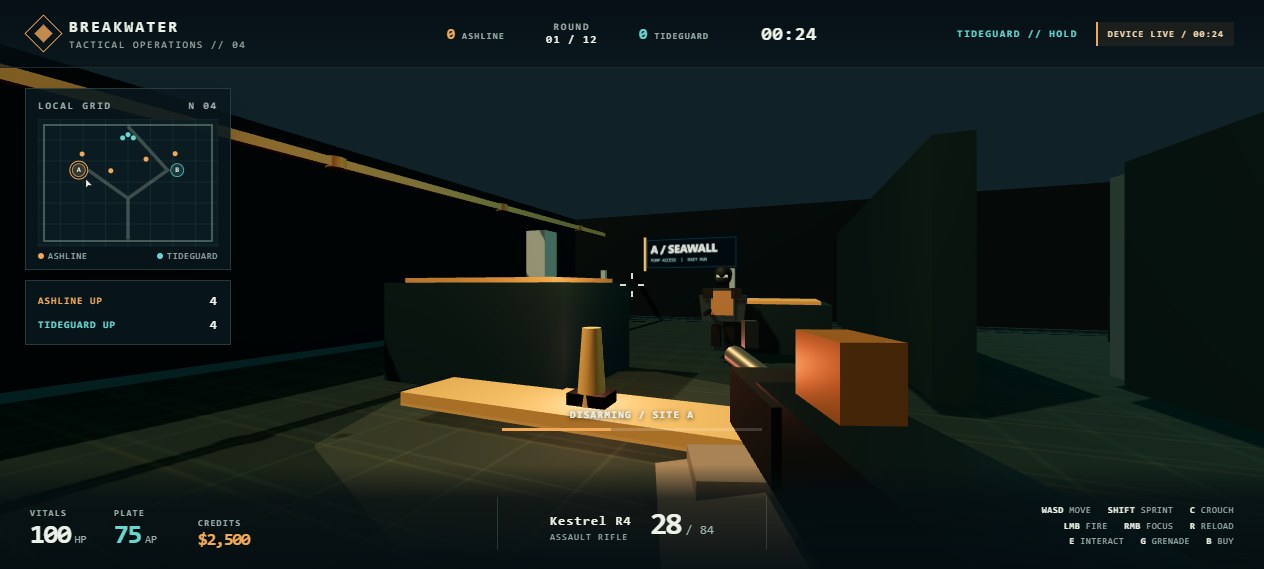 BREAKWATER
TACTICAL OPERATIONS // 04
0 ASHLINE
ROUND
01 / 12
0 TIDEGUARD
00:24
TIDEGUARD // HOLD
DEVICE LIVE / 00:24
LOCAL GRID N 04
A
B
ASHLINE TIDEGUARD
ASHLINE UP 4
TIDEGUARD UP 4
A / SEAWALL
DISARMING / SITE A
VITALS
100 HP
PLATE
75 AP
CREDITS
$2,500
Kestrel R4
ASSAULT RIFLE
28 / 84
WASD MOVE SHIFT SPRINT C CROUCH
LMB FIRE RMB FOCUS R RELOAD
E INTERACT G GRENADE B BUY